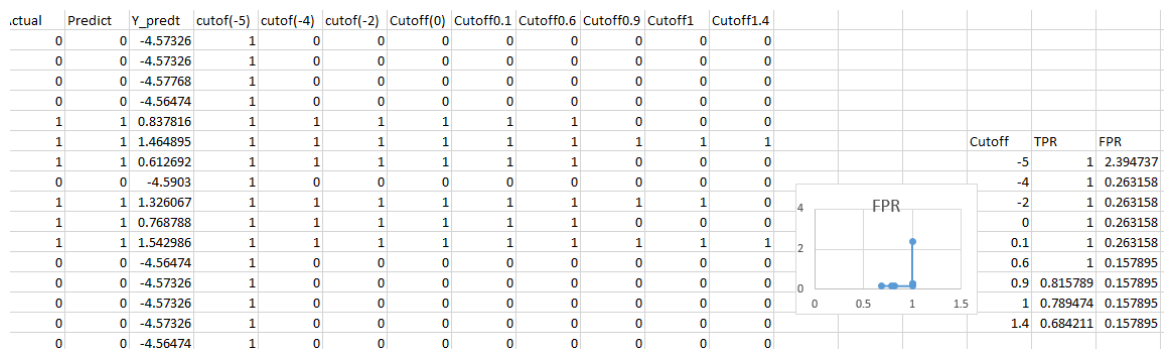 ctual Predict Y_predt cutof(-5) cutof(-4) cutof(-2) Cutoff(0) Cutoff0.1 Cutoff0.6 Cutoff0.9 Cutoff1 Cutoff1.4
0 0 -4.57326 1 0 0 0 0 0 0 0 0
0 0 -4.57326 1 0 0 0 0 0 0 0 0
0 0 -4.57768 1 0 0 0 0 0 0 0 0
0 0 -4.56474 1 0 0 0 0 0 0 0 0
1 1 0.837816 1 1 1 1 1 1 0 0 0
1 1 1.464895 1 1 1 1 1 1 1 1 1 Cutoff TPR FPR
1 1 0.612692 1 1 1 1 1 1 0 0 0 -5 1 2.394737
0 0 -4.5903 1 0 0 0 0 0 0 0 0 -4 1 0.263158
1 1 1.326067 1 1 1 1 1 1 1 1 0 -2 1 0.263158
1 1 0.768788 1 1 1 1 1 1 0 0 0 0 1 0.263158
1 1 1.542986 1 1 1 1 1 1 1 1 1 0.1 1 0.263158
0 0 -4.56474 1 0 0 0 0 0 0 0 0 0.6 1 0.157895
0 0 -4.57326 1 0 0 0 0 0 0 0 0 0.9 0.815789 0.157895
0 0 -4.57326 1 0 0 0 0 0 0 0 0 1 0.789474 0.157895
0 0 -4.57326 1 0 0 0 0 0 0 0 0 1.4 0.684211 0.157895
0 0 -4.56474 1 0 0 0 0 0 0 0 0
FPR
4
2
0
0 0.5 1 1.5